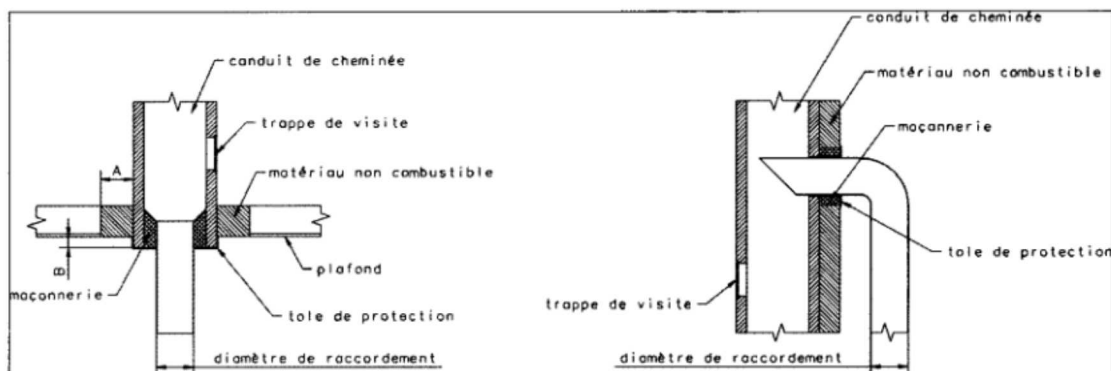 conduit de cheminée
trappe de visite
A
matériau non combustible
B
maçonnerie
plafond
tole de protection
diamètre de raccordement
conduit de cheminée
matériau non combustible
maçannerie
tole de protection
trappe de visite
diamètre de raccordement